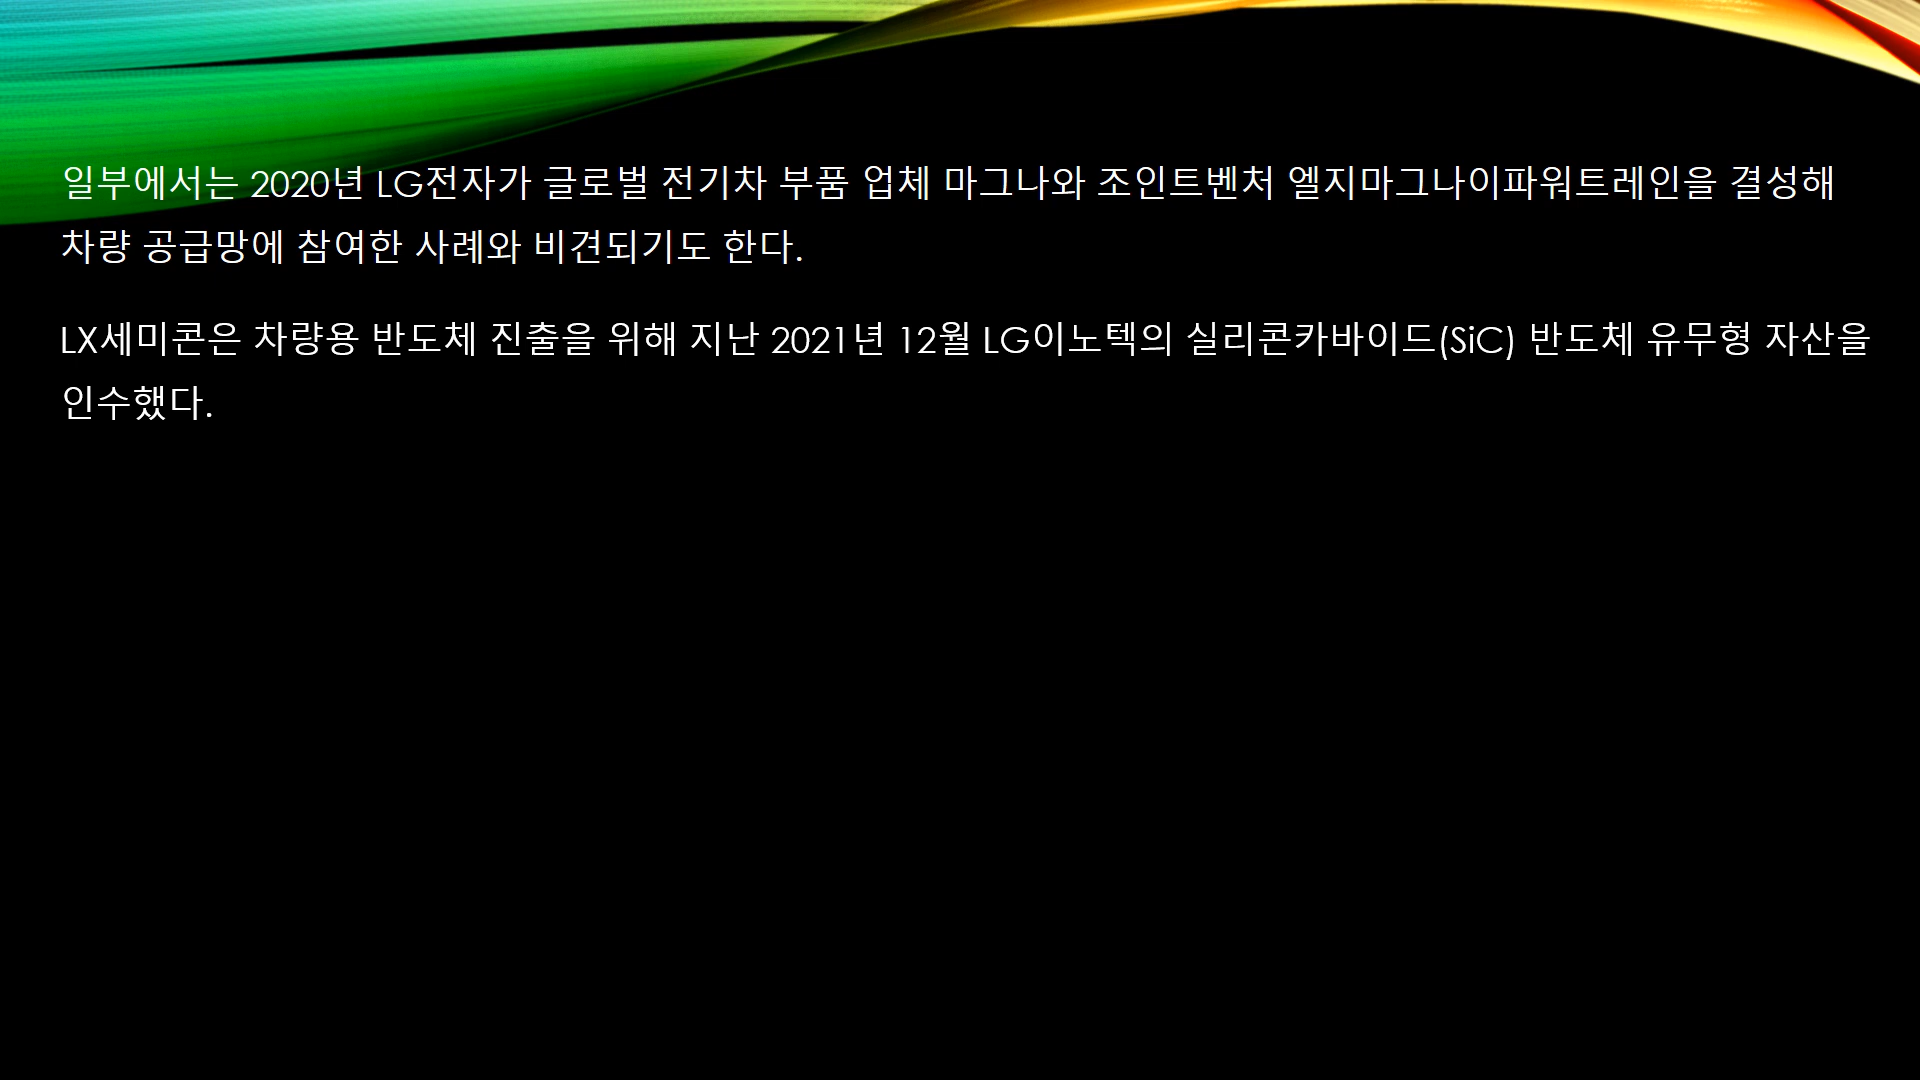 일부에서는 2020년 LG전자가 글로벌 전기차 부품 업체 마그나와 조인트벤처 엘지마그나이파워트레인을 결성해
차량 공급망에 참여한 사례와 비견되기도 한다.
LX세미콘은 차량용 반도체 진출을 위해 지난 2021년 12월 LG이노텍의 실리콘카바이드(SiC) 반도체 유무형 자산을
인수했다.